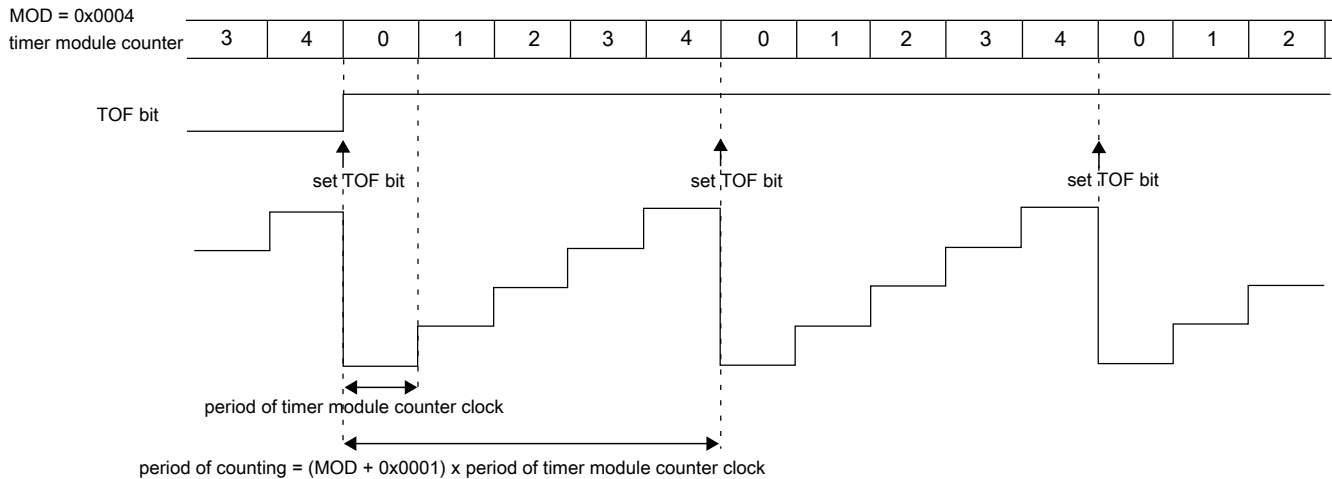 MOD = 0x0004
timer module counter 3 4 0 1 2 3 4 0 1 2 3 4 0 1 2
TOF bit
set TOF bit set TOF bit set TOF bit
period of timer module counter clock
period of counting = (MOD + 0x0001) x period of timer module counter clock